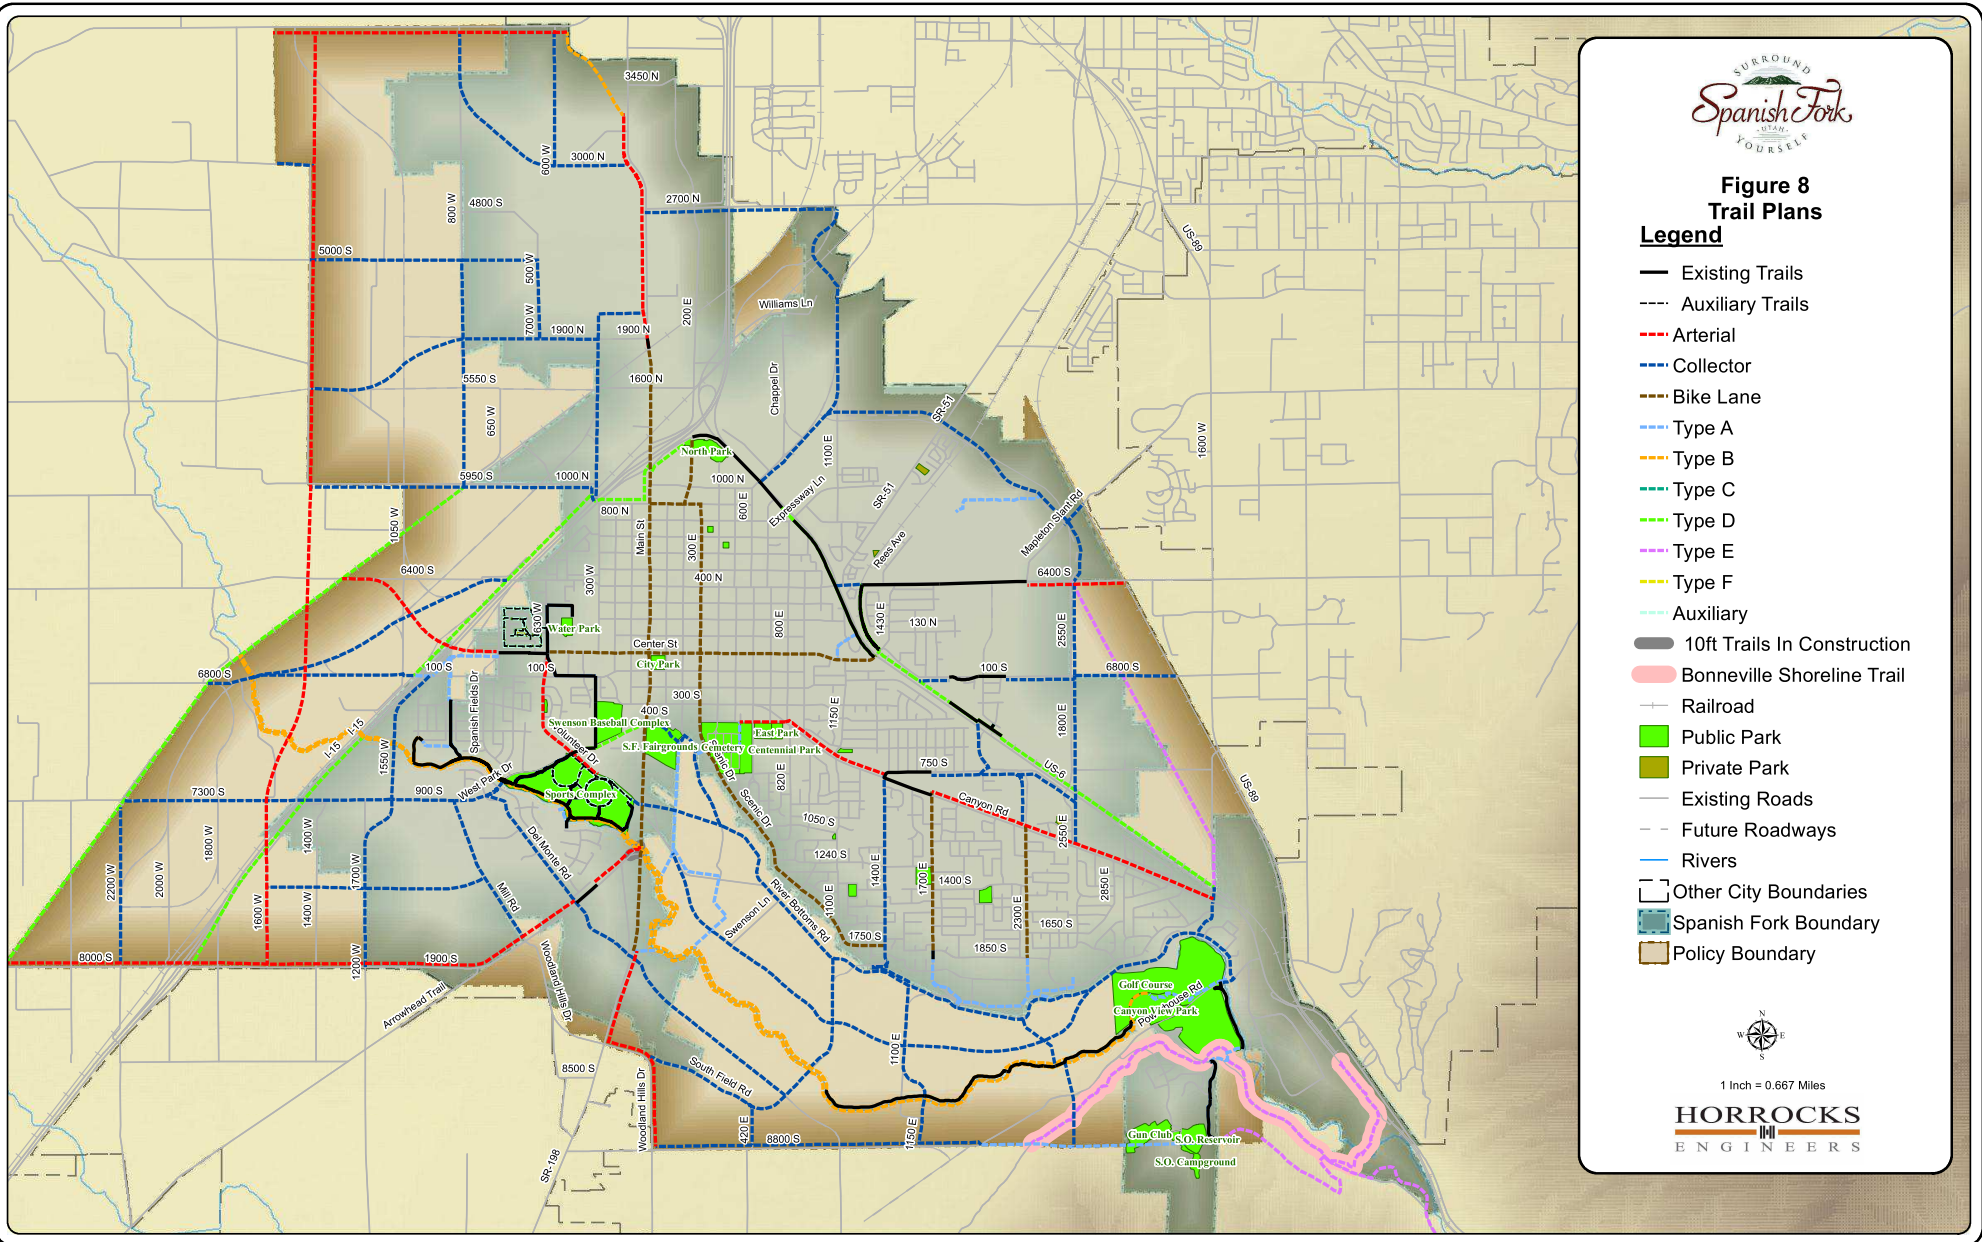 SURROUND
Spanish Fork
• UTAH •
YOURSELF
Figure 8
Trail Plans
Legend
Existing Trails
Auxiliary Trails
Arterial
Collector
Bike Lane
Type A
Type B
Type C
Type D
Type E
Type F
Auxiliary
10ft Trails In Construction
Bonneville Shoreline Trail
Railroad
Public Park
Private Park
Existing Roads
Future Roadways
Rivers
Other City Boundaries
Spanish Fork Boundary
Policy Boundary
N
W E
S
1 Inch = 0.667 Miles
HORROCKS
ENGINEERS
3450 N
600 W
3000 N
2700 N
800 W
4800 S
US-89
5000 S
500 W
200 E
Williams Ln
700 W
1900 N
1900 N
5550 S
1600 N
Chappel Dr
650 W
SR-51
1600 W
North Park
1100 E
5950 S
1000 N
1000 N
600 E
Expressway Ln
SR-51
1050 W
800 N
Main St
300 E
Rees Ave
Mapleton Slant Rd
6400 S
300 W
400 N
6400 S
630 W
Water Park
800 E
1430 E
130 N
2550 E
Center St
City Park
6800 S
100 S
100 S
100 S
6800 S
Spanish Fields Dr
300 S
400 S
1150 E
1800 E
Swenson Baseball Complex
S.F. Fairgrounds
Cemetery
East Park
Centennial Park
I-15
I-15
1550 W
Volunteer Dr
Scenic Dr
820 E
750 S
US-6
US-89
West Park Dr
7300 S
900 S
Sports Complex
Scenic Dr
Canyon Rd
1050 S
1800 W
1400 W
Del Monte Rd
1240 S
2550 E
2200 W
2000 W
1700 W
1400 E
1700 E
1400 S
2850 E
Mill Rd
1100 E
River Bottoms Rd
Swenson Ln
1600 W
1400 W
2300 E
1650 S
1750 S
1850 S
8000 S
1200 W
1900 S
Woodland Hills Dr
Golf Course
Arrowhead Trail
Powerhouse Rd
Canyon View Park
1100 E
8500 S
South Field Rd
Woodland Hills Dr
420 E
8800 S
1150 E
Gun Club
S.O. Reservoir
S.O. Campground
SR-198